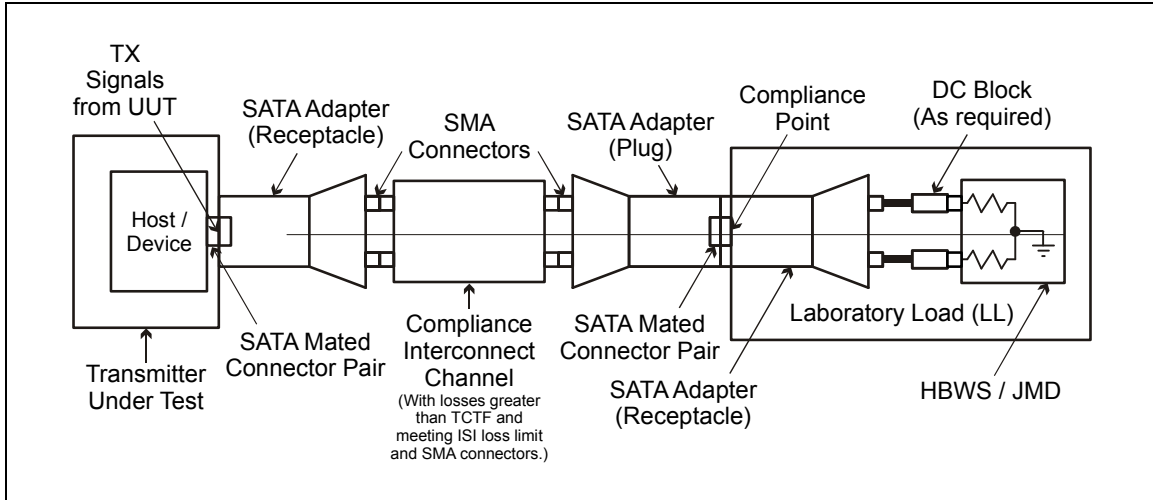 TX
Signals
from UUT
SATA Adapter
(Receptacle)
SMA
Connectors
SATA Adapter
(Plug)
Compliance
Point
DC Block
(As required)
Host /
Device
Laboratory Load (LL)
Transmitter
Under Test
SATA Mated
Connector Pair
Compliance
Interconnect
Channel
(With losses greater
than TCTF and
meeting ISI loss limit
and SMA connectors.)
SATA Mated
Connector Pair
SATA Adapter
(Receptacle)
HBWS / JMD